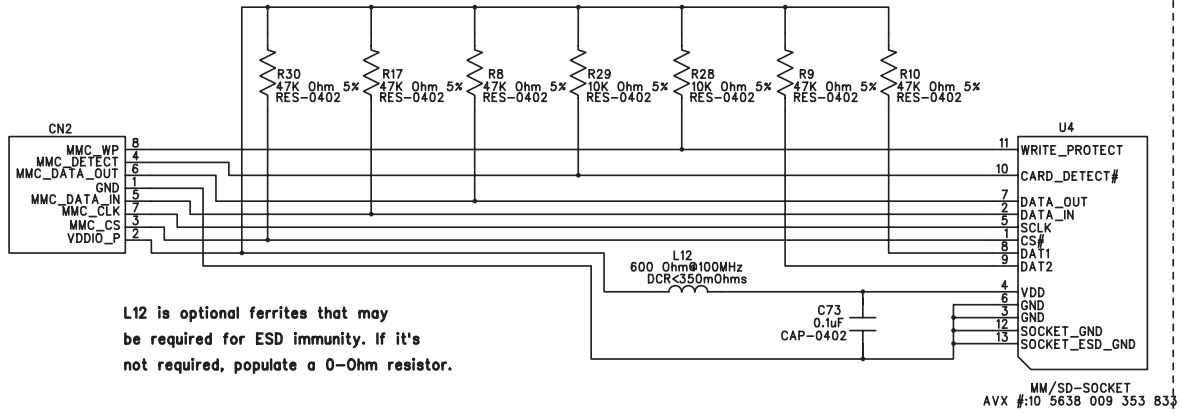 R30
47K Ohm 5%
RES-0402
R17
47K Ohm 5%
RES-0402
R8
47K Ohm 5%
RES-0402
R29
10K Ohm 5%
RES-0402
R28
10K Ohm 5%
RES-0402
R9
47K Ohm 5%
RES-0402
R10
47K Ohm 5%
RES-0402
CN2
MMC_WP 8
MMC_DETECT 4
MMC_DATA_OUT 6
GND 1
MMC_DATA_IN 5
MMC_CLK 7
MMC_CS 3
VDDIO_P 2
U4
11 WRITE_PROTECT
10 CARD_DETECT#
7 DATA_OUT
2 DATA_IN
5 SCLK
1 CS#
8 DAT1
9 DAT2
4 VDD
6 GND
3 GND
12 SOCKET_GND
13 SOCKET_ESD_GND
L12
600 Ohm@100MHz
DCR<350mOhms
C73
0.1uF
CAP-0402
L12 is optional ferrites that may
be required for ESD immunity. If it's
not required, populate a 0-Ohm resistor.
MM/SD-SOCKET
AVX #:10 5638 009 353 833